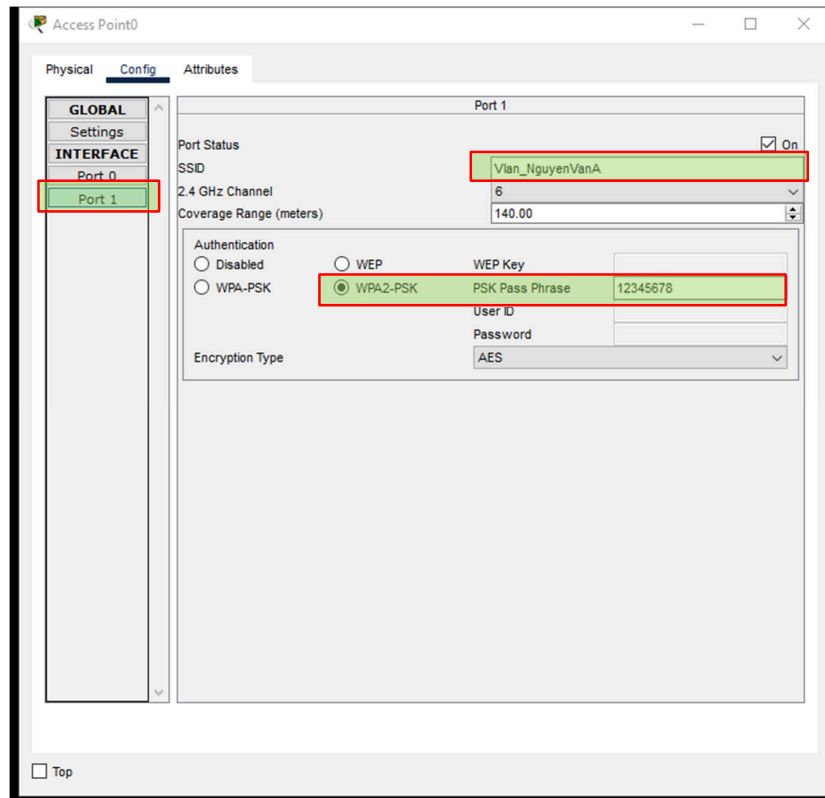 Access Point0
Physical Config Attributes
GLOBAL
Settings
INTERFACE
Port 0
Port 1
Port 1
Port Status On
SSID Vlan_NguyenVanA
2.4 GHz Channel 6
Coverage Range (meters) 140.00
Authentication
Disabled WEP WEP Key
WPA-PSK WPA2-PSK PSK Pass Phrase 12345678
User ID
Password
Encryption Type AES
Top